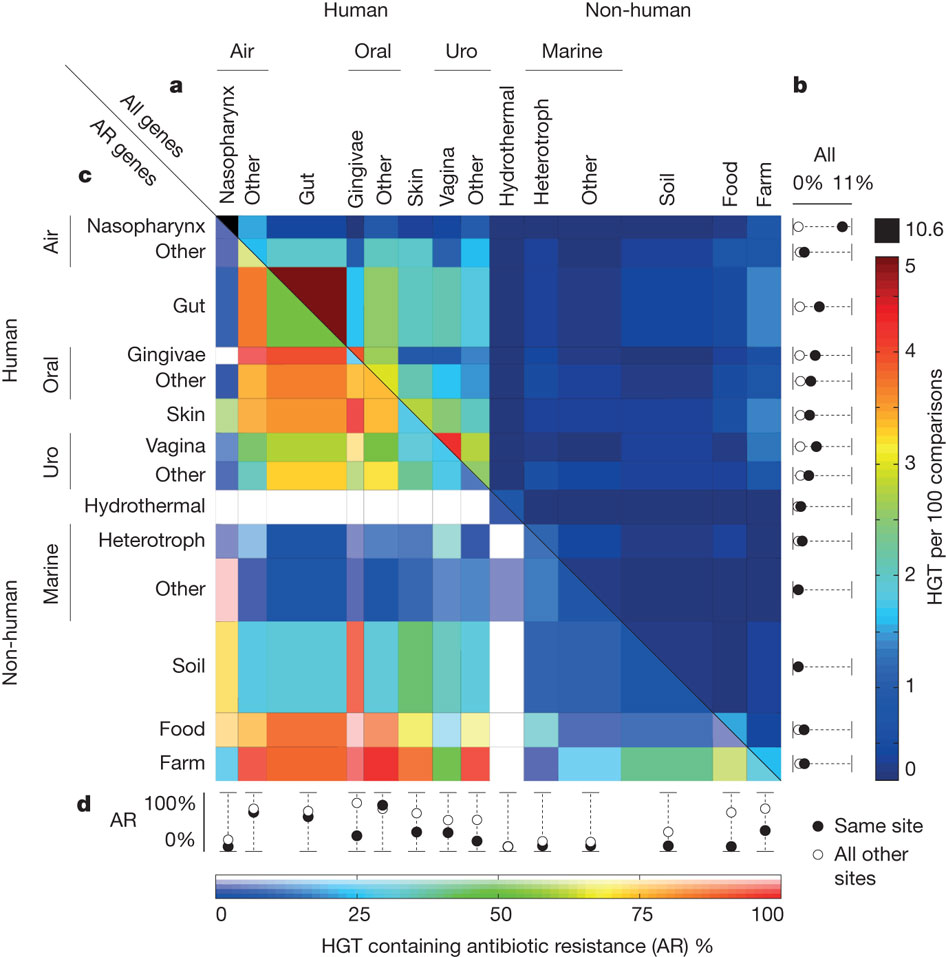 Human Non-human
Air Oral Uro Marine
a b
All genes
AR genes
c
Nasopharynx
Other
Gut
Gingivae
Other
Skin
Vagina
Other
Hydrothermal
Heterotroph
Other
Soil
Food
Farm
All
0% 11%
Human
Non-human
Air
Oral
Uro
Marine
Nasopharynx
Other
Gut
Gingivae
Other
Skin
Vagina
Other
Hydrothermal
Heterotroph
Other
Soil
Food
Farm
10.6
5
4
3
2
1
0
HGT per 100 comparisons
d
AR
100%
0%
Same site
All other
sites
0 25 50 75 100
HGT containing antibiotic resistance (AR) %